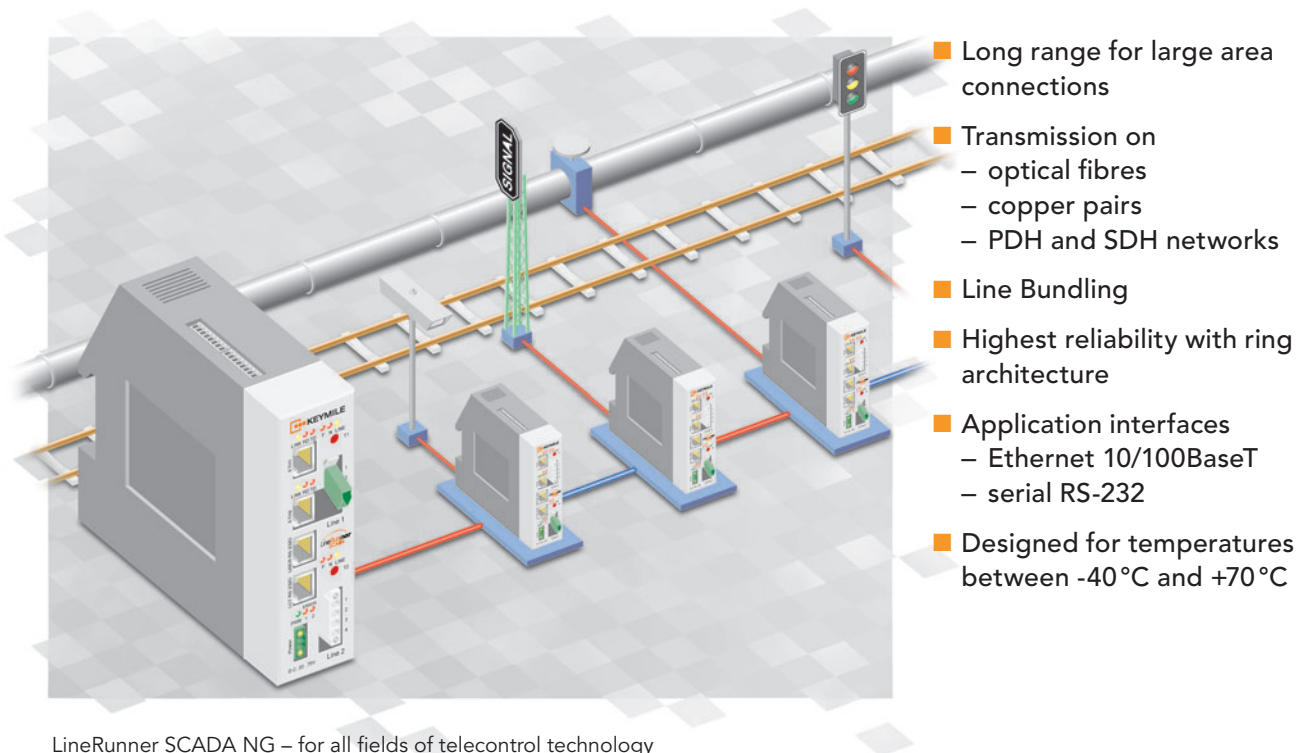 ■ Long range for large area
connections
■ Transmission on
– optical fibres
– copper pairs
– PDH and SDH networks
■ Line Bundling
■ Highest reliability with ring
architecture
■ Application interfaces
– Ethernet 10/100BaseT
– serial RS-232
■ Designed for temperatures
between -40 °C and +70 °C
SIGNAL
KEYMILE
Line 1
LineRunner
Power
Line 2
LineRunner SCADA NG – for all fields of telecontrol technology